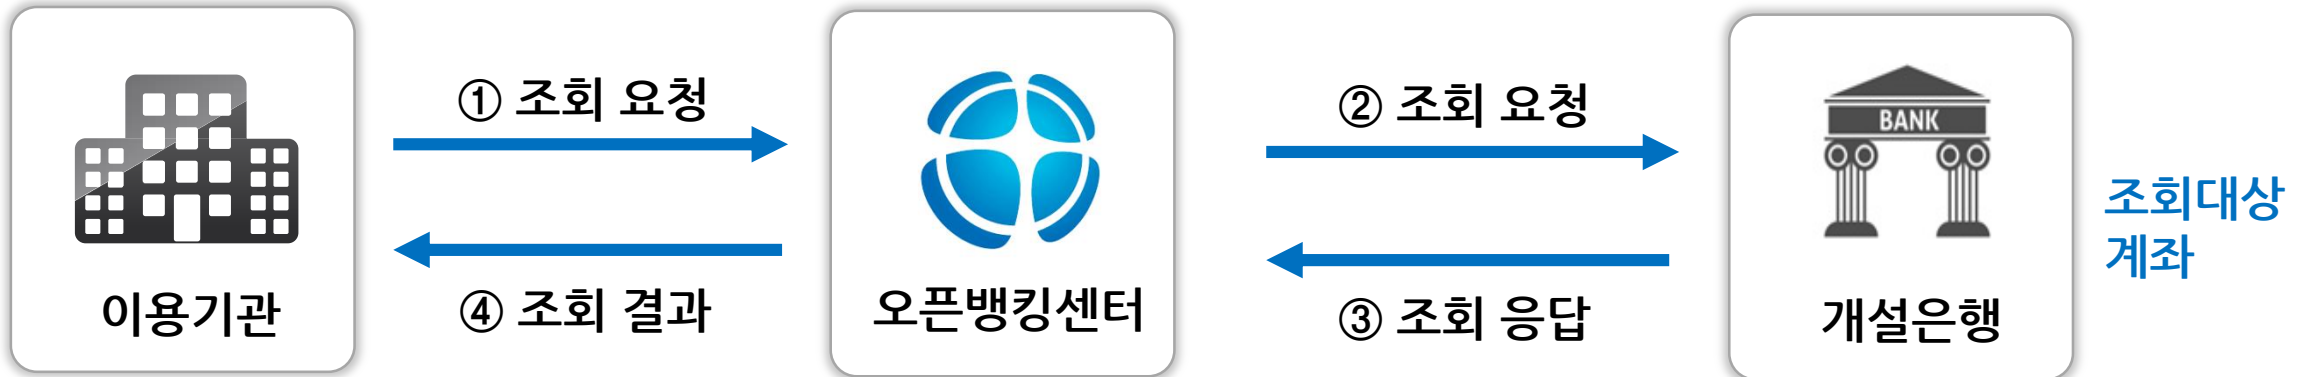 ① 조회 요청
② 조회 요청
BANK
조회대상
계좌
이용기관
④ 조회 결과
오픈뱅킹센터
③ 조회 응답
개설은행